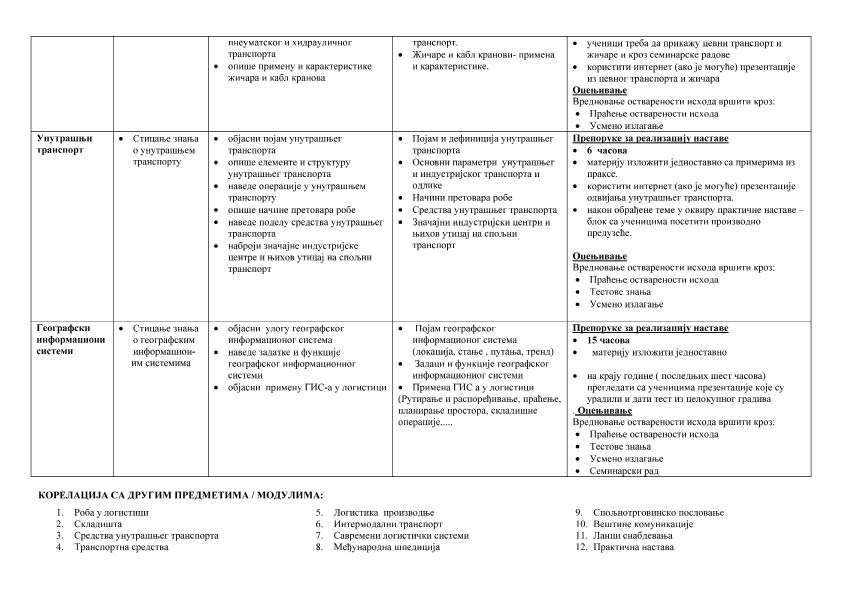 пнеуматског и хидрауличног
транспорта
• опише примену и карактеристике
жичара и кабл кранова
транспорт.
• Жичаре и кабл кранови- примена
и карактеристике.
• ученици треба да прикажу цевни транспорт и
жичаре и кроз семинарске радове
• користити интернет (ако је могуће) презентације
из цевног транспорта и жичара
Оцењивање
Вредновање остварености исхода вршити кроз:
• Праћење остварености исхода
• Усмено излагање
Унутрашњи
транспорт
• Стицање знања
о унутрашњем
транспорту
• објасни појам унутрашњег
транспорта
• опише елементе и структуру
унутрашњег транспорта
• наведе операције у унутрашњем
транспорту
• опише начине претовара робе
• наведе поделу средстава унутрашњег
транспорта
• наброји значајне индустријске
центре и њихов утицај на спољни
транспорт
• Појам и дефиниција унутрашњег
транспорта
• Основни параметри унутрашњег
и индустријског транспорта и
одлике
• Начини претовара робе
• Средства унутрашњег транспорта
• Значајни индустријски центри и
њихов утицај на спољни
транспорт
Препоруке за реализацију наставе
• 6 часова
• материју изложити једноставно са примерима из
праксе.
• користити интернет (ако је могуће) презентације
одвијања унутрашњег транспорта.
• након обрађене теме у оквиру практичне наставе –
блок са ученицима посетити производно
предузеће.
Оцењивање
Вредновање остварености исхода вршити кроз:
• Праћење остварености исхода
• Тестове знања
• Усмено излагање
Географски
информациони
системи
• Стицање знања
о географским
информацион-
им системима
• објасни улогу географског
информационог система
• наведе задатке и функције
географског информациониог
системи
• објасни примену ГИС-а у логистици
• Појам географског
информационог система
(локација, стање , путања, тренд)
• Задаци и функције географског
информациониог системи
• Примена ГИС а у логистици
(Рутирање и распоређивање, праћење,
планирање простора, складишне
операције.....
Препоруке за реализацију наставе
• 15 часова
• материју изложити једноставно
• на крају године ( последњих шест часова)
прегледати са ученицима презентације које су
урадили и дати тест из целокупног градива
. Оцењивање
Вредновање остварености исхода вршити кроз:
• Праћење остварености исхода
• Тестове знања
• Усмено излагање
• Семинарски рад
КОРЕЛАЦИЈА СА ДРУГИМ ПРЕДМЕТИМА / МОДУЛИМА:
1. Роба у логистици
2. Складишта
3. Средства унутрашњег транспорта
4. Транспортна средства
5. Логистика производње
6. Интермодални транспорт
7. Савремени логистички системи
8. Међународна шпедиција
9. Спољнотрговинско пословање
10. Вештине комуникације
11. Ланци снабдевања
12. Практична настава